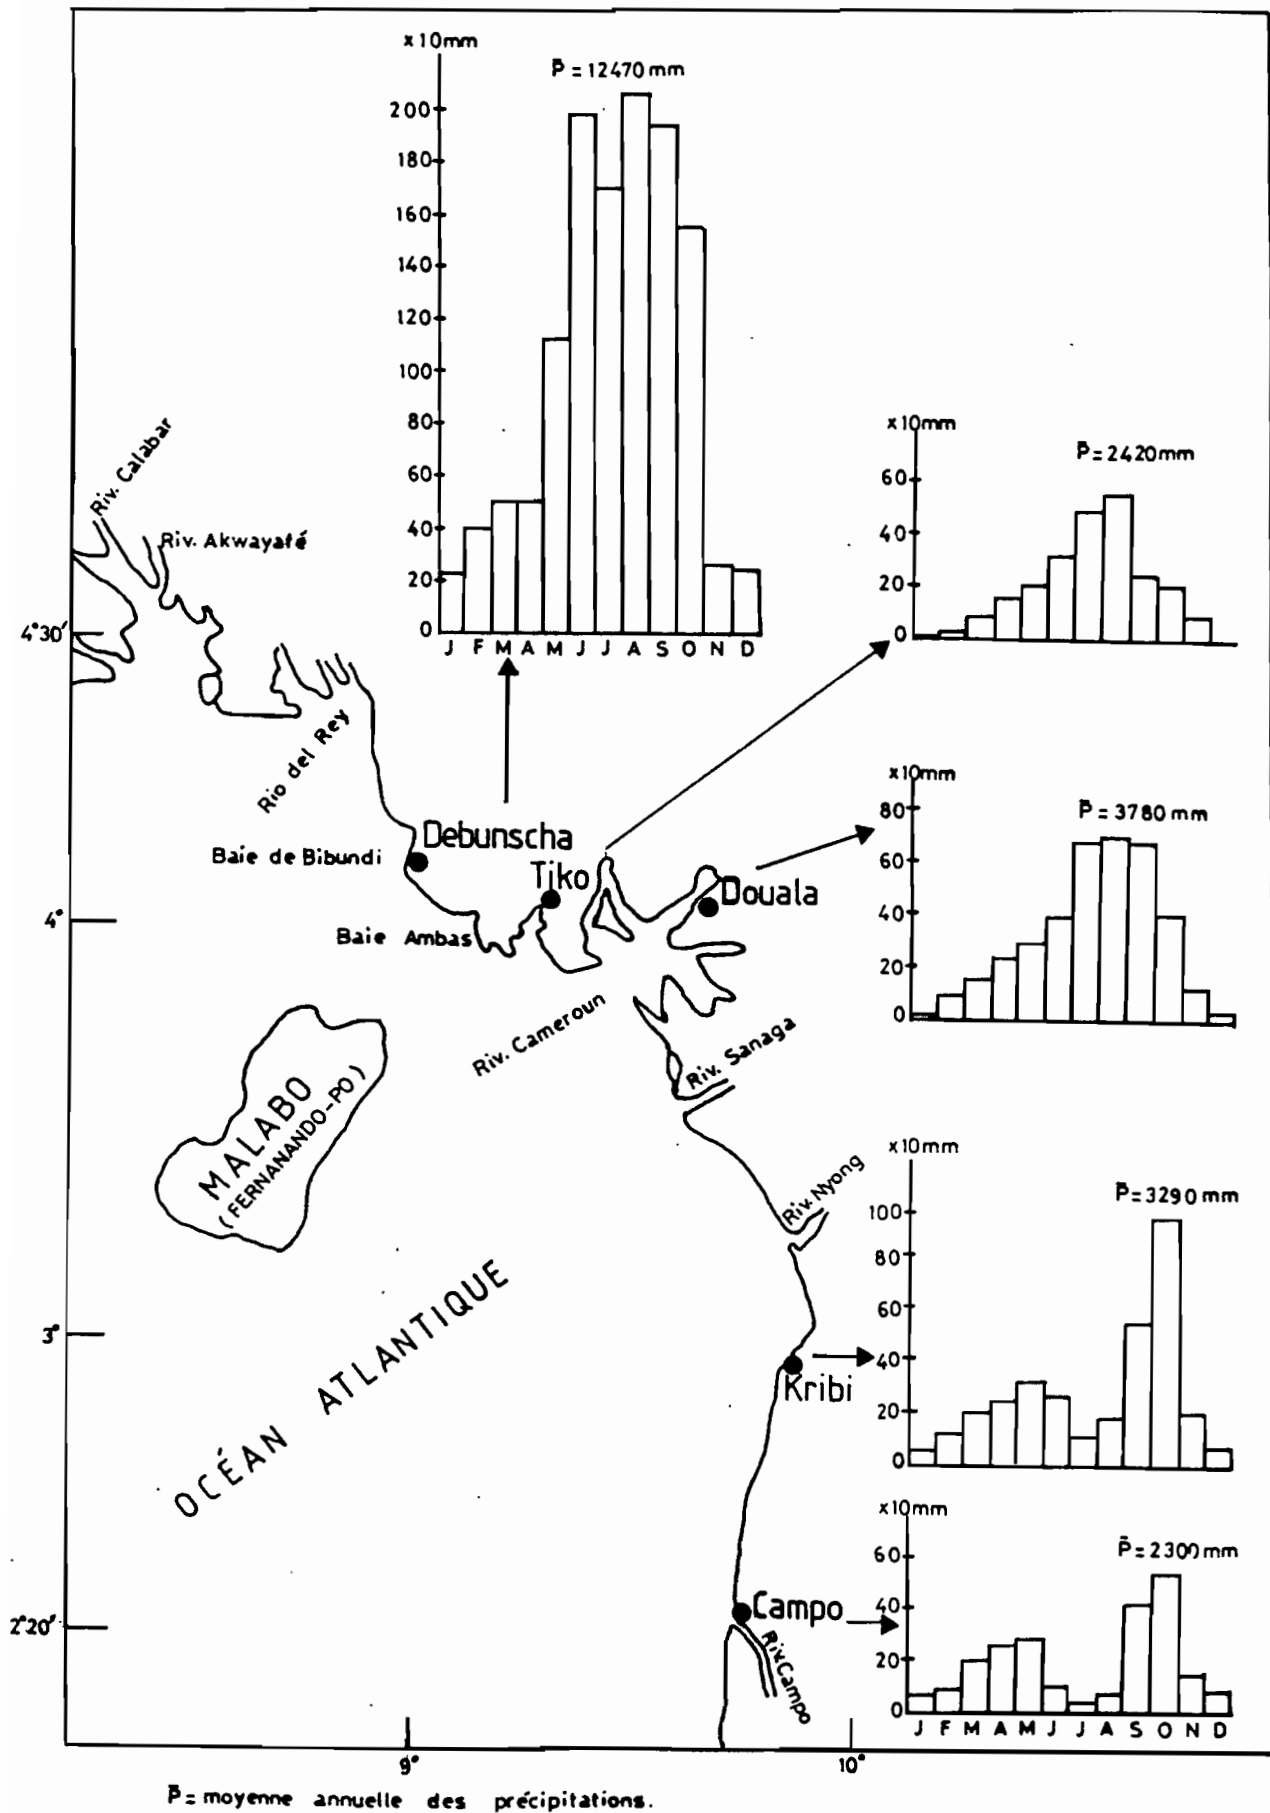 x10mm
P̄ = 12470 mm
200
180
160
140
120
100
80
60
40
20
0
J F M A M J J A S O N D
x10mm
P̄ = 2420 mm
60
40
20
0
x10mm
P̄ = 3780 mm
80
60
40
20
0
x10mm
P̄ = 3290 mm
100
80
60
40
20
0
x10mm
P̄ = 2300 mm
60
40
20
0
J F M A M J J A S O N D
Riv. Calabar
Riv. Akwayafé
4°30'
Rio del Rey
Debunscha
Baie de Bibundi
Tiko
Douala
4°
Baie Ambas
Riv. Cameroun
Riv. Sanaga
MALABO
(FERNANANDO-PO)
Riv. Nyong
OCÉAN ATLANTIQUE
3°
Kribi
Campo
2°20'
Riv. Campo
9°
10°
P̄ = moyenne annuelle des précipitations.